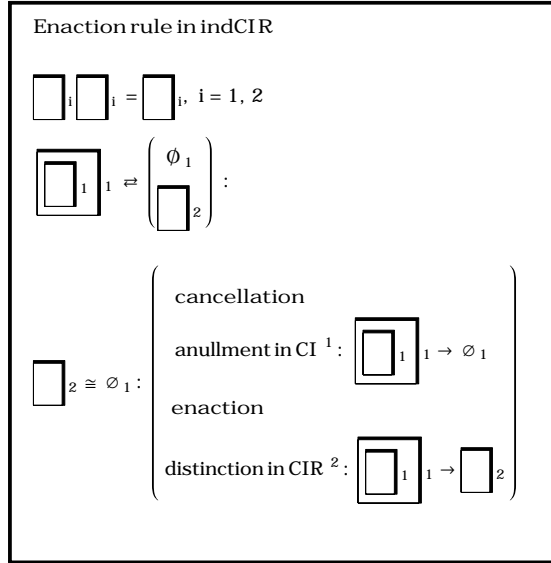 Enaction rule in indCIR
□ᵢ □ᵢ = □ᵢ, i = 1, 2
□ □ 1 1 ⇄ ( ∅ 1 □ 2 ) :
cancellation
anullment in CI ¹ : □ □ 1 1 → ∅ 1
□ 2 ≅ ∅ 1 :
enaction
distinction in CIR ² : □ □ 1 1 → □ 2